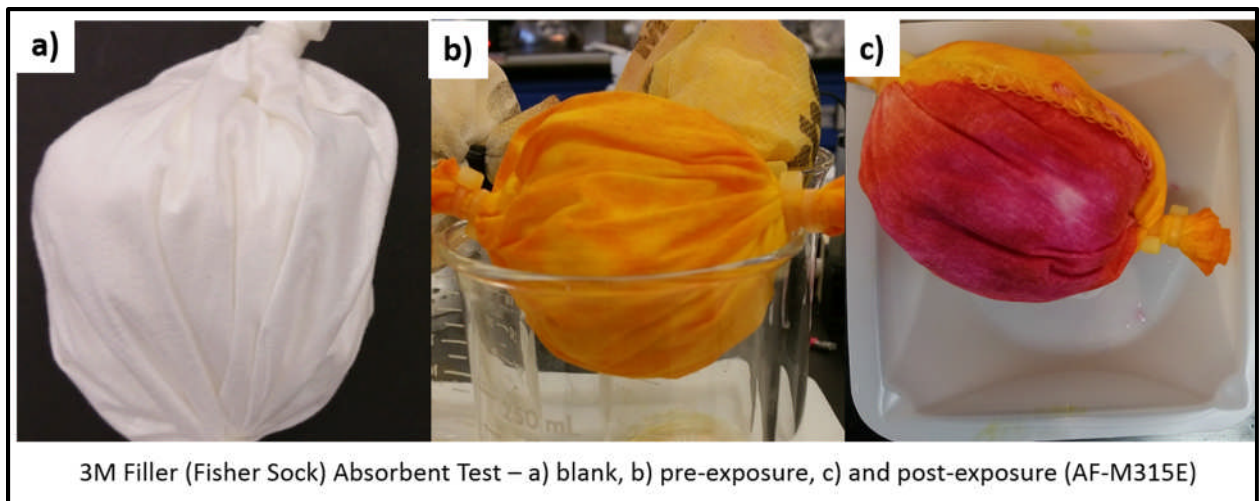 a)
b)
c)
250 mL
3M Filler (Fisher Sock) Absorbent Test – a) blank, b) pre-exposure, c) and post-exposure (AF-M315E)